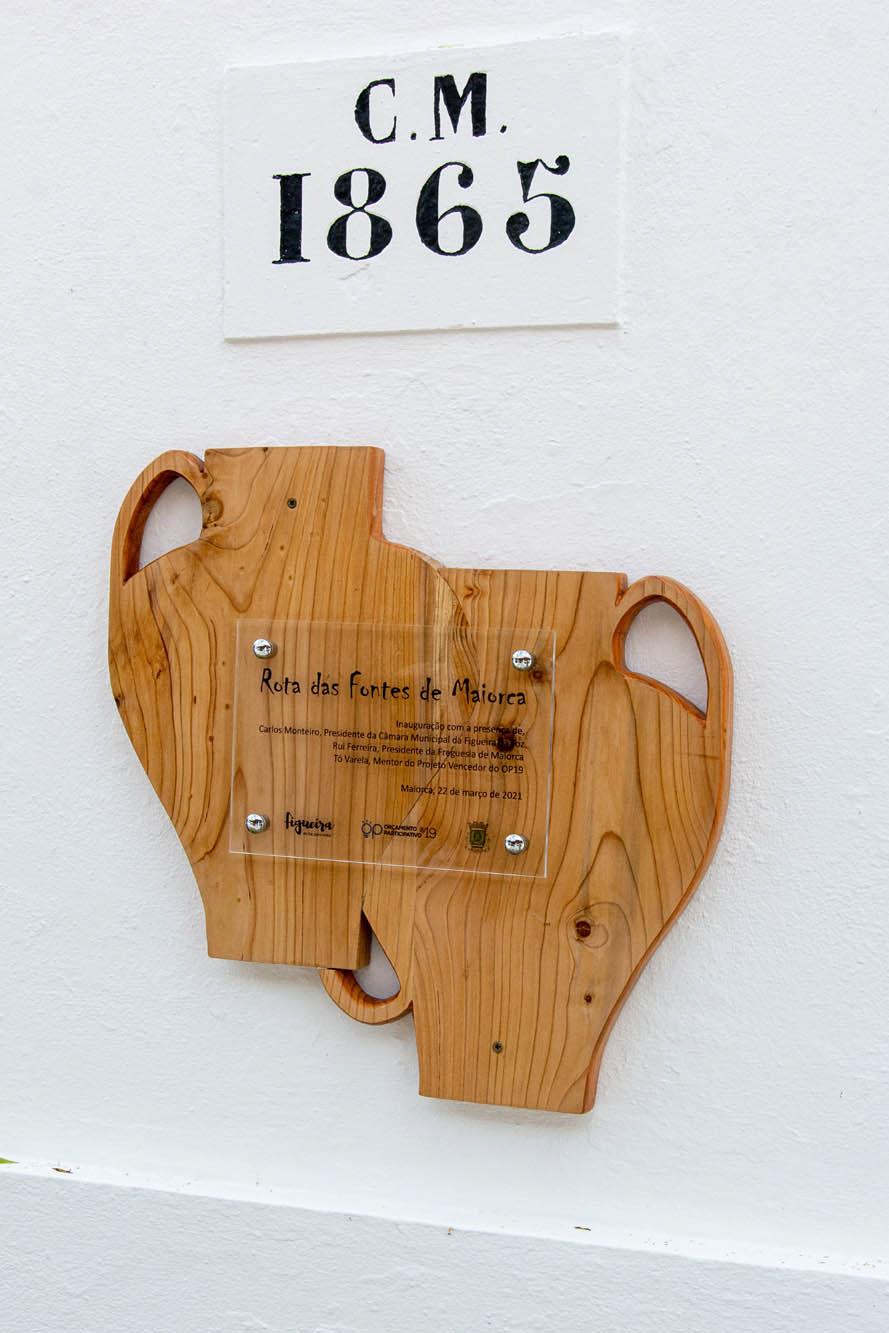 C.M.
1865
Rota das Fontes de Maiorca
Inauguração com a presença de,
Carlos Monteiro, Presidente da Câmara Municipal da Figueira da Foz
Rui Ferreira, Presidente da Freguesia de Maiorca
Tó Varela, Mentor do Projeto Vencedor do OP19
Maiorca, 22 de março de 2021
figueira
OP ORÇAMENTO PARTICIPATIVO 19